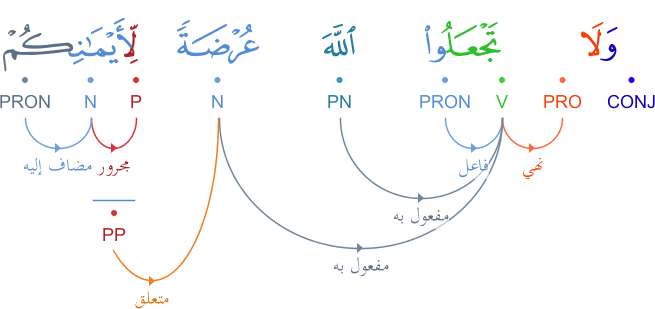 وَلَا تَجْعَلُوا۟ ٱللَّهَ عُرْضَةً لِّأَيْمَٰنِكُمْ
CONJ PRO V PRON PN N P N PRON
نهي فاعل مجرور مضاف إليه
مفعول به
PP
مفعول به
متعلق